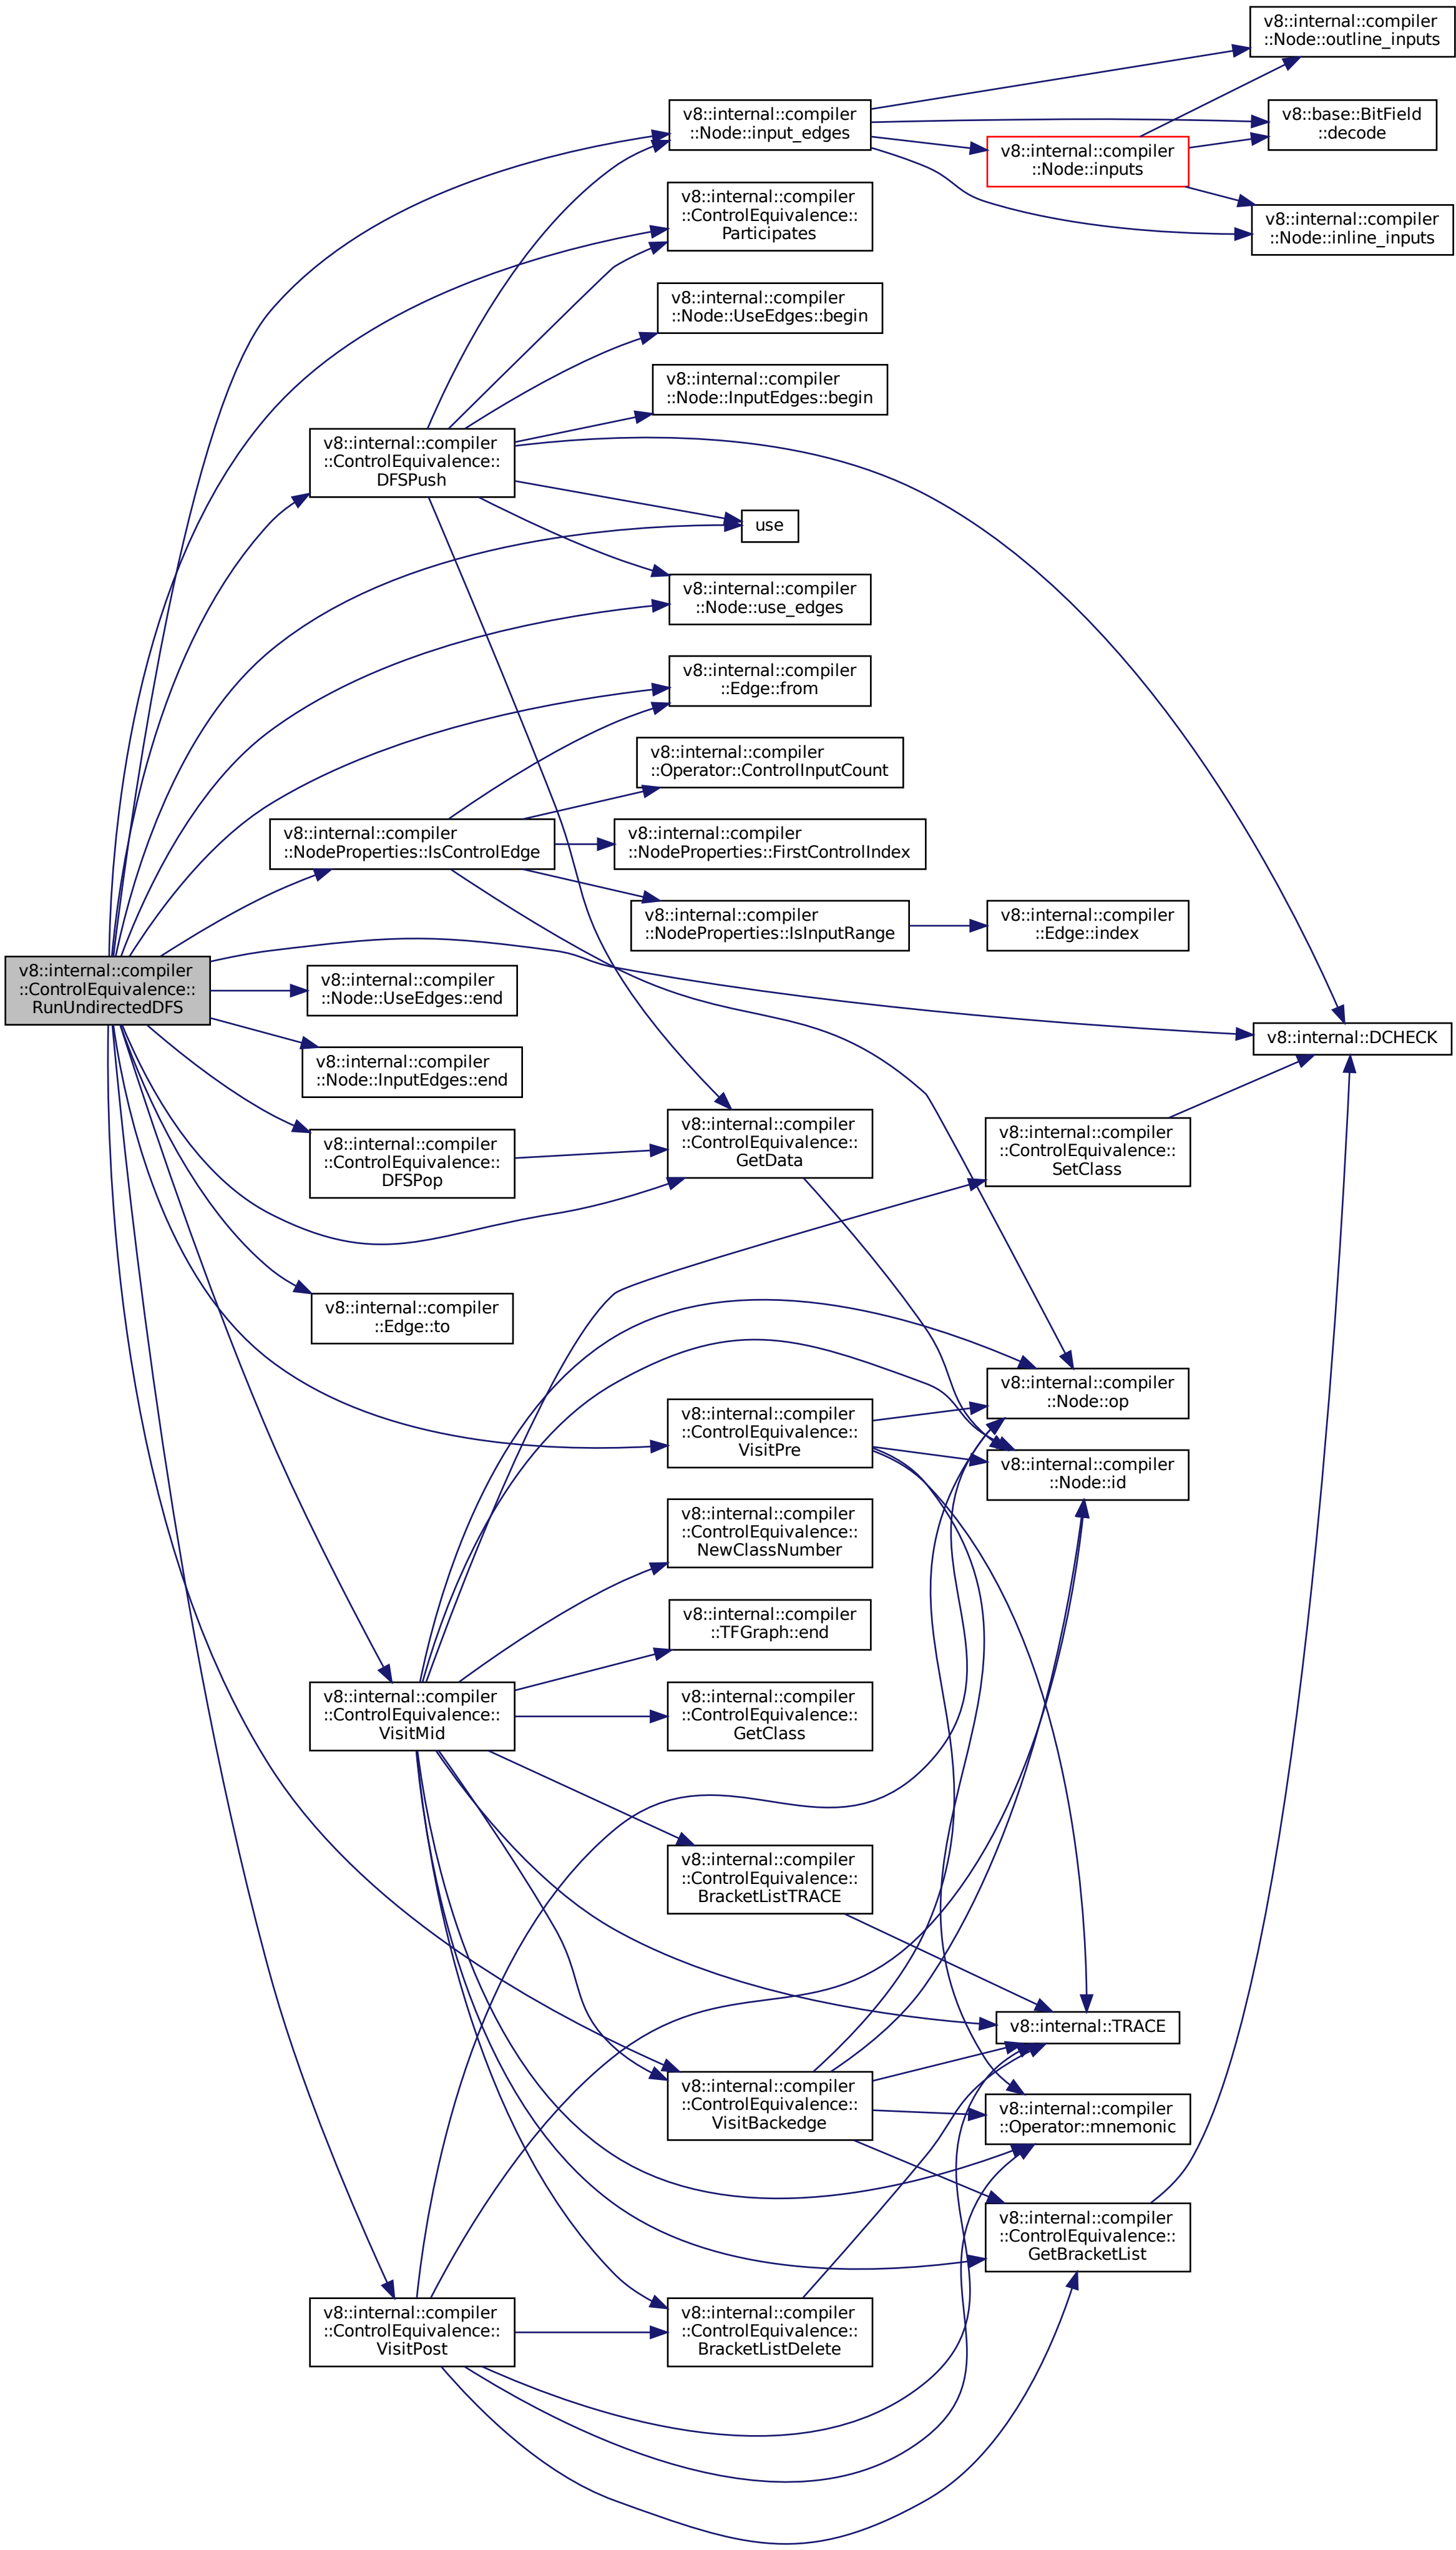 v8::internal::compiler
::Node::outline_inputs
v8::internal::compiler
::Node::input_edges
v8::base::BitField
::decode
v8::internal::compiler
::Node::inputs
v8::internal::compiler
::ControlEquivalence::
Participates
v8::internal::compiler
::Node::inline_inputs
v8::internal::compiler
::Node::UseEdges::begin
v8::internal::compiler
::Node::InputEdges::begin
v8::internal::compiler
::ControlEquivalence::
DFSPush
use
v8::internal::compiler
::Node::use_edges
v8::internal::compiler
::Edge::from
v8::internal::compiler
::Operator::ControlInputCount
v8::internal::compiler
::NodeProperties::IsControlEdge
v8::internal::compiler
::NodeProperties::FirstControlIndex
v8::internal::compiler
::NodeProperties::IsInputRange
v8::internal::compiler
::Edge::index
v8::internal::compiler
::ControlEquivalence::
RunUndirectedDFS
v8::internal::compiler
::Node::UseEdges::end
v8::internal::DCHECK
v8::internal::compiler
::Node::InputEdges::end
v8::internal::compiler
::ControlEquivalence::
GetData
v8::internal::compiler
::ControlEquivalence::
SetClass
v8::internal::compiler
::ControlEquivalence::
DFSPop
v8::internal::compiler
::Edge::to
v8::internal::compiler
::Node::op
v8::internal::compiler
::ControlEquivalence::
VisitPre
v8::internal::compiler
::Node::id
v8::internal::compiler
::ControlEquivalence::
NewClassNumber
v8::internal::compiler
::TFGraph::end
v8::internal::compiler
::ControlEquivalence::
VisitMid
v8::internal::compiler
::ControlEquivalence::
GetClass
v8::internal::compiler
::ControlEquivalence::
BracketListTRACE
v8::internal::TRACE
v8::internal::compiler
::ControlEquivalence::
VisitBackedge
v8::internal::compiler
::Operator::mnemonic
v8::internal::compiler
::ControlEquivalence::
GetBracketList
v8::internal::compiler
::ControlEquivalence::
VisitPost
v8::internal::compiler
::ControlEquivalence::
BracketListDelete